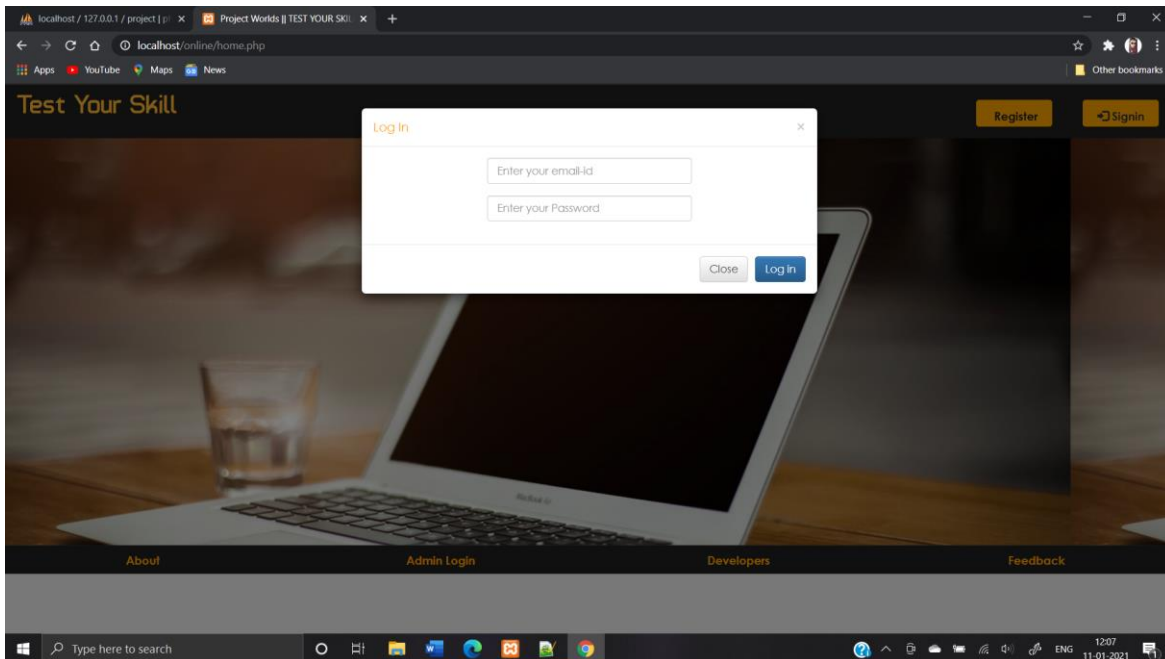 localhost / 127.0.0.1 / project | p
Project Worlds || TEST YOUR SKIL
localhost/online/home.php
Apps
YouTube
Maps
News
Other bookmarks
Test Your Skill
Register
Signin
Log In
×
Enter your email-id
Enter your Password
Close
Log in
MacBook Air
About
Admin Login
Developers
Feedback
Type here to search
ENG
12:07
11-01-2021